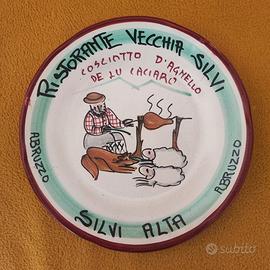 RISTORANTE VECCHIA SILVI
COSCIOTTO D'AGNELLO
DE LU CACIARO
ABRUZZO
ABRUZZO
SILVI ALTA
subito